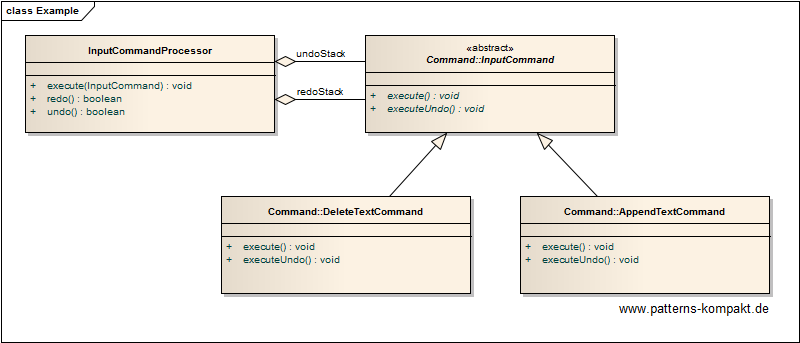 class Example
InputCommandProcessor
+ execute(InputCommand) : void
+ redo() : boolean
+ undo() : boolean
undoStack
redoStack
«abstract»
Command::InputCommand
+ execute() : void
+ executeUndo() : void
Command::DeleteTextCommand
+ execute() : void
+ executeUndo() : void
Command::AppendTextCommand
+ execute() : void
+ executeUndo() : void
www.patterns-kompakt.de